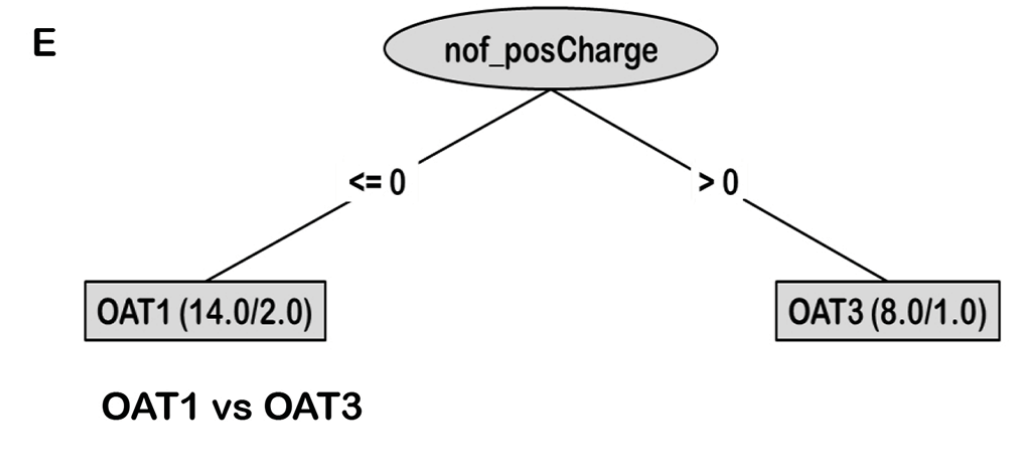 E
nof_posCharge
<= 0
> 0
OAT1 (14.0/2.0)
OAT3 (8.0/1.0)
OAT1 vs OAT3